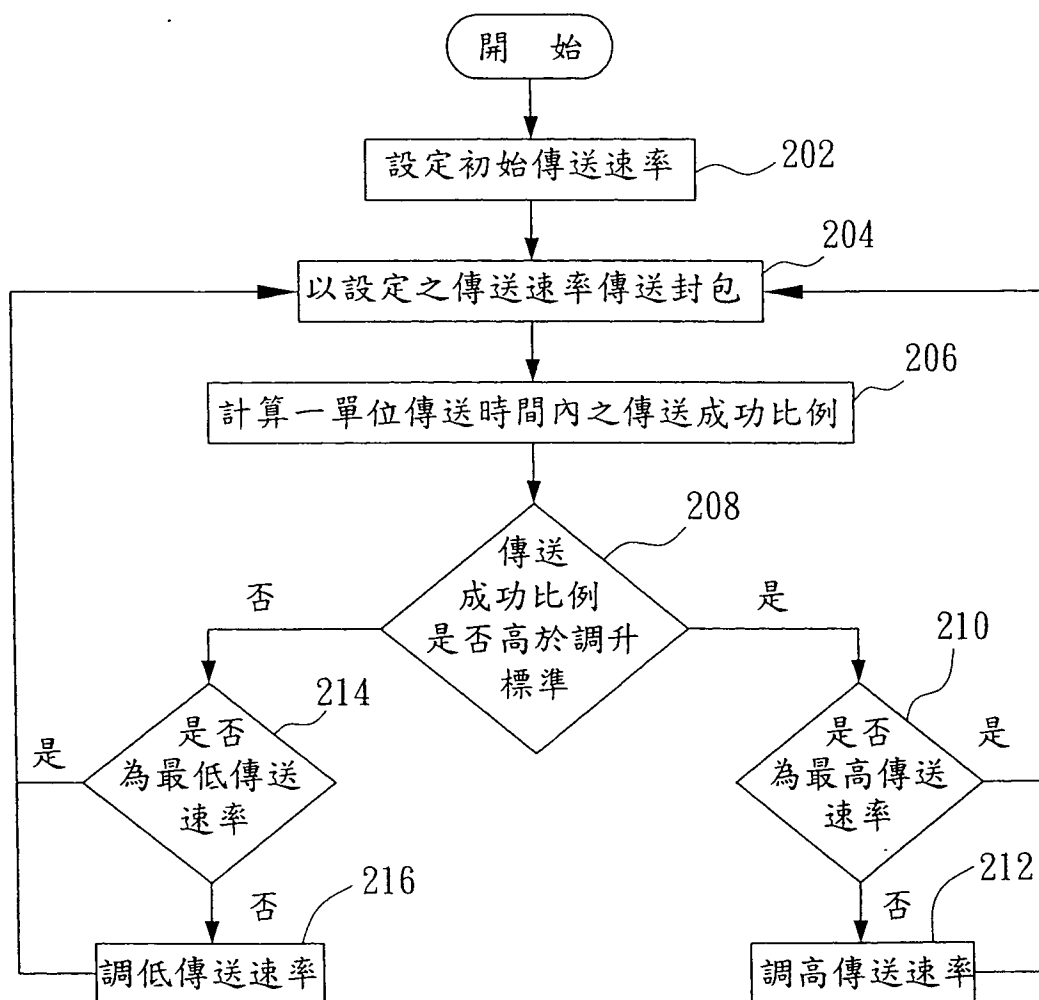 開 始
設定初始傳送速率
202
以設定之傳送速率傳送封包
204
計算一單位傳送時間內之傳送成功比例
206
傳送
成功比例
是否高於調升
標準
208
否
是
是否
為最低傳送
速率
214
是
是否
為最高傳送
速率
210
是
否
否
調低傳送速率
216
調高傳送速率
212